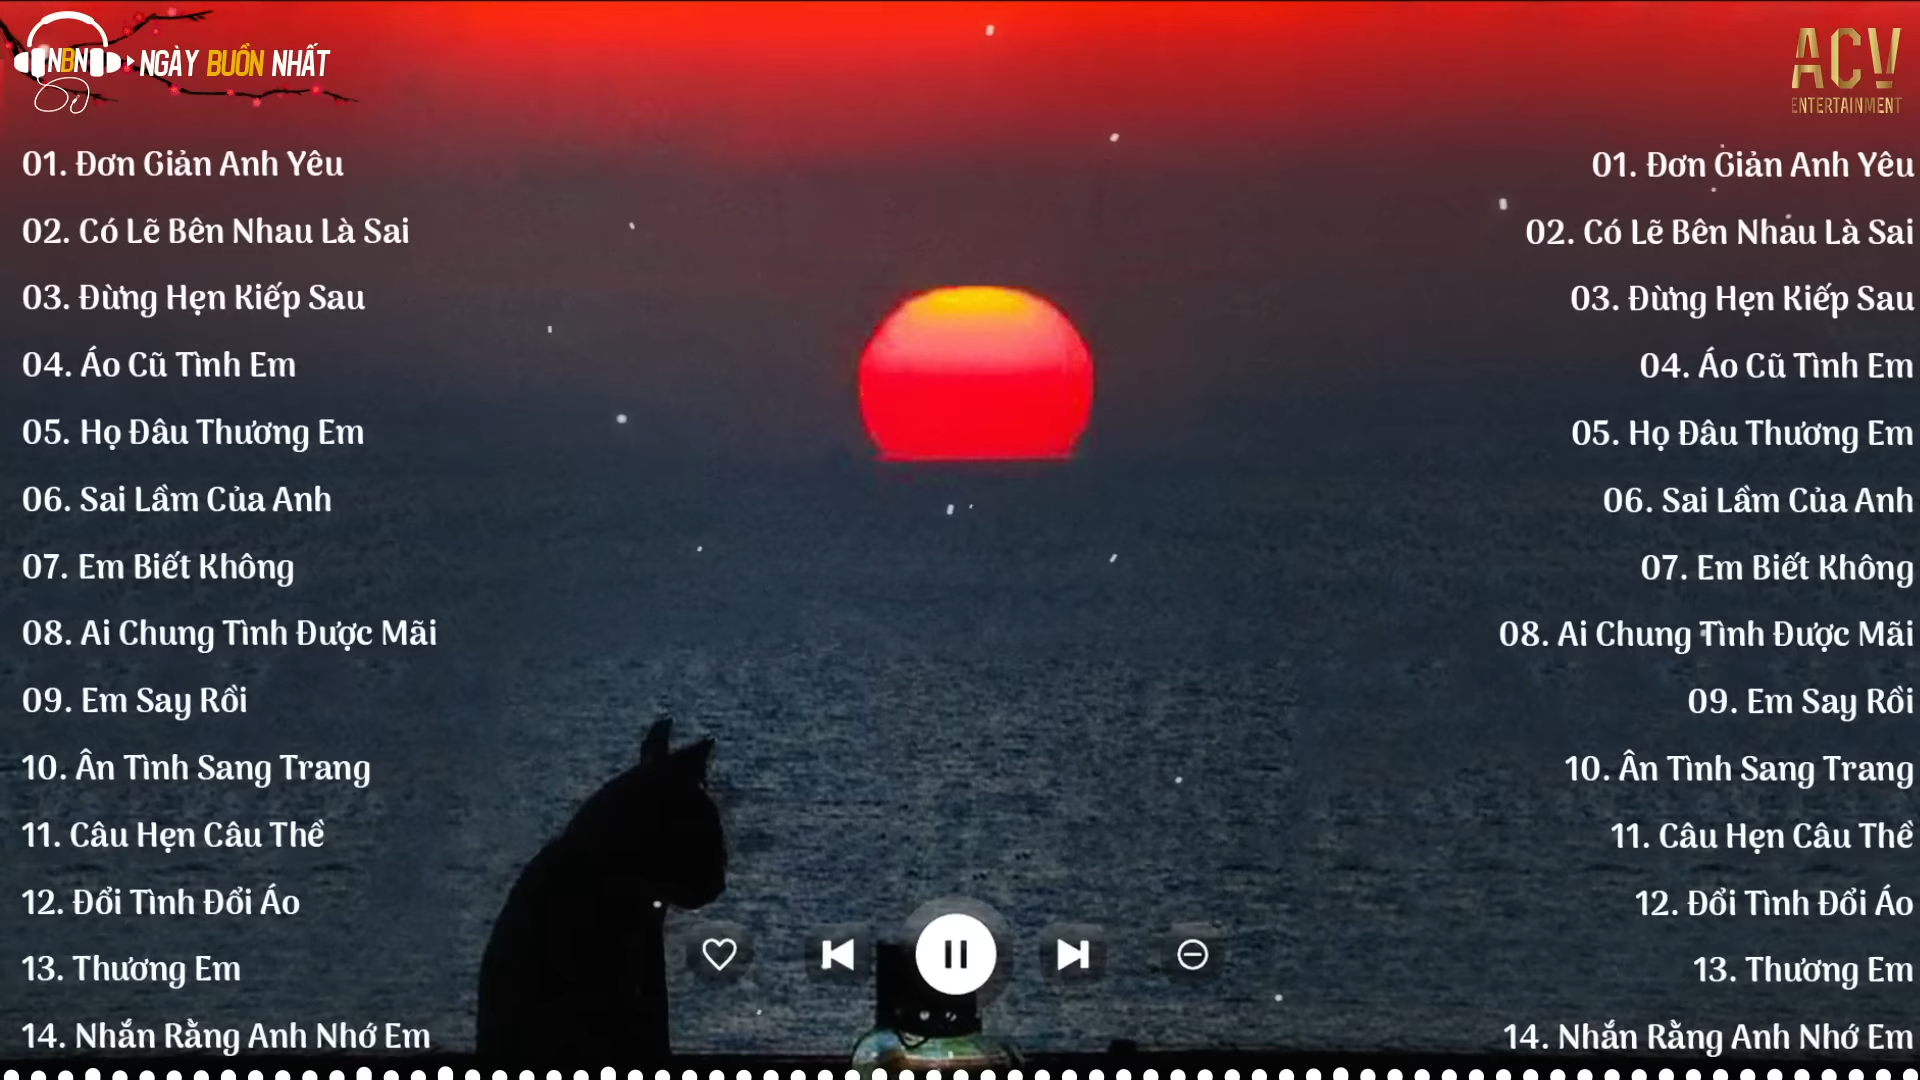 NBN
NGÀY BUỒN NHẤT
ACV
ENTERTAINMENT
01. Đơn Giản Anh Yêu
02. Có Lẽ Bên Nhau Là Sai
03. Đừng Hẹn Kiếp Sau
04. Áo Cũ Tình Em
05. Họ Đâu Thương Em
06. Sai Lầm Của Anh
07. Em Biết Không
08. Ai Chung Tình Được Mãi
09. Em Say Rồi
10. Ân Tình Sang Trang
11. Câu Hẹn Câu Thề
12. Đổi Tình Đổi Áo
13. Thương Em
14. Nhắn Rằng Anh Nhớ Em
01. Đơn Giản Anh Yêu
02. Có Lẽ Bên Nhau Là Sai
03. Đừng Hẹn Kiếp Sau
04. Áo Cũ Tình Em
05. Họ Đâu Thương Em
06. Sai Lầm Của Anh
07. Em Biết Không
08. Ai Chung Tình Được Mãi
09. Em Say Rồi
10. Ân Tình Sang Trang
11. Câu Hẹn Câu Thề
12. Đổi Tình Đổi Áo
13. Thương Em
14. Nhắn Rằng Anh Nhớ Em